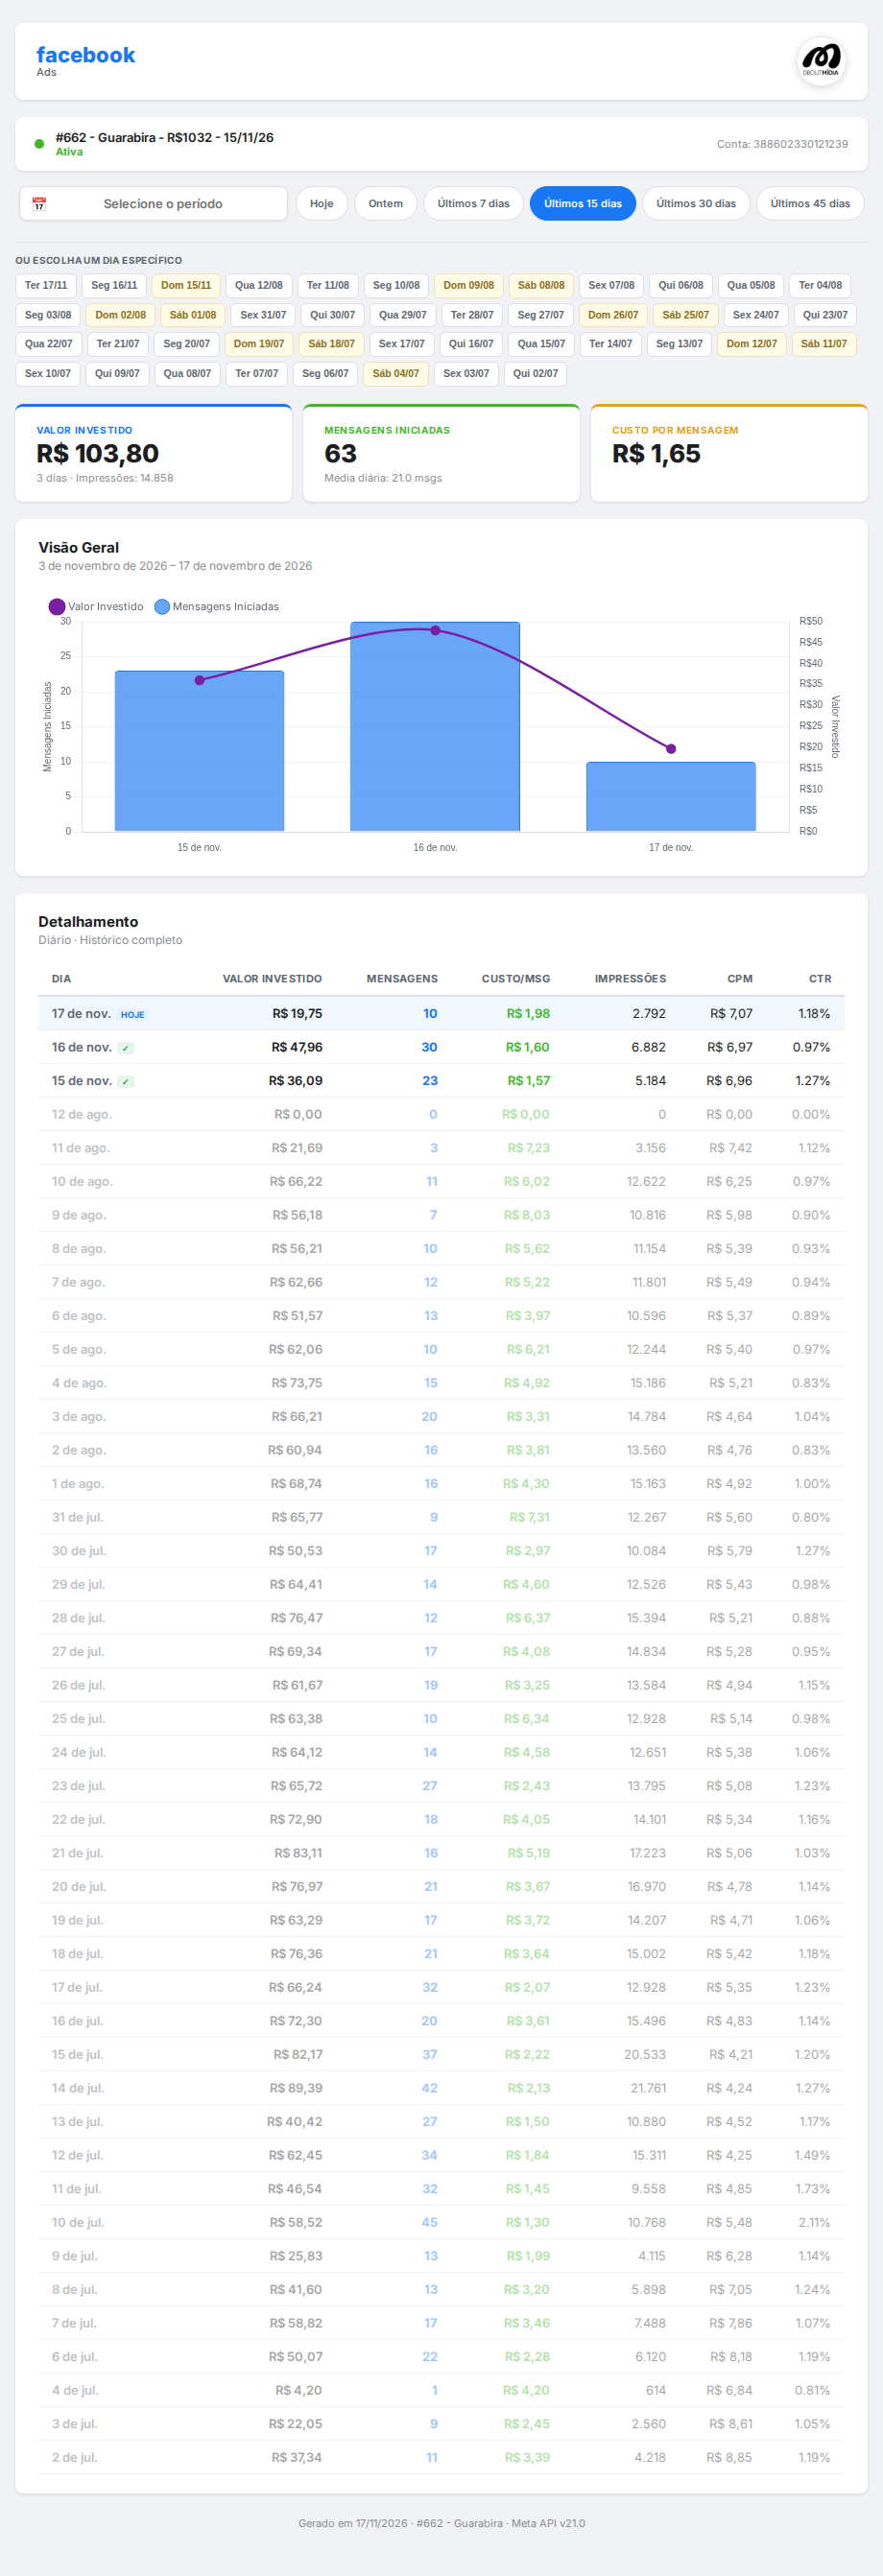 facebook
Ads
DBOUTMÍDIA
#662 - Guarabira - R$1032 - 15/11/26
Ativa
Conta: 388602330121239
Selecione o período
Hoje
Ontem
Últimos 7 dias
Últimos 15 dias
Últimos 30 dias
Últimos 45 dias
OU ESCOLHA UM DIA ESPECÍFICO
Ter 17/11 Seg 16/11 Dom 15/11 Qua 12/08 Ter 11/08 Seg 10/08 Dom 09/08 Sáb 08/08 Sex 07/08 Qui 06/08 Qua 05/08 Ter 04/08
Seg 03/08 Dom 02/08 Sáb 01/08 Sex 31/07 Qui 30/07 Qua 29/07 Ter 28/07 Seg 27/07 Dom 26/07 Sáb 25/07 Sex 24/07 Qui 23/07
Qua 22/07 Ter 21/07 Seg 20/07 Dom 19/07 Sáb 18/07 Sex 17/07 Qui 16/07 Qua 15/07 Ter 14/07 Seg 13/07 Dom 12/07 Sáb 11/07
Sex 10/07 Qui 09/07 Qua 08/07 Ter 07/07 Seg 06/07 Sáb 04/07 Sex 03/07 Qui 02/07
VALOR INVESTIDO
R$ 103,80
3 dias · Impressões: 14.858
MENSAGENS INICIADAS
63
Média diária: 21.0 msgs
CUSTO POR MENSAGEM
R$ 1,65
Visão Geral
3 de novembro de 2026 – 17 de novembro de 2026
Valor Investido
Mensagens Iniciadas
Mensagens Iniciadas
30
25
20
15
10
5
0
R$50
R$45
R$40
R$35
R$30
R$25
R$20
R$15
R$10
R$5
R$0
Valor Investido
15 de nov.
16 de nov.
17 de nov.
Detalhamento
Diário · Histórico completo
DIA VALOR INVESTIDO MENSAGENS CUSTO/MSG IMPRESSÕES CPM CTR
17 de nov. HOJE R$ 19,75 10 R$ 1,98 2.792 R$ 7,07 1.18%
16 de nov. ✓ R$ 47,96 30 R$ 1,60 6.882 R$ 6,97 0.97%
15 de nov. ✓ R$ 36,09 23 R$ 1,57 5.184 R$ 6,96 1.27%
12 de ago. R$ 0,00 0 R$ 0,00 0 R$ 0,00 0.00%
11 de ago. R$ 21,69 3 R$ 7,23 3.156 R$ 7,42 1.12%
10 de ago. R$ 66,22 11 R$ 6,02 12.622 R$ 6,25 0.97%
9 de ago. R$ 56,18 7 R$ 8,03 10.816 R$ 5,98 0.90%
8 de ago. R$ 56,21 10 R$ 5,62 11.154 R$ 5,39 0.93%
7 de ago. R$ 62,66 12 R$ 5,22 11.801 R$ 5,49 0.94%
6 de ago. R$ 51,57 13 R$ 3,97 10.596 R$ 5,37 0.89%
5 de ago. R$ 62,06 10 R$ 6,21 12.244 R$ 5,40 0.97%
4 de ago. R$ 73,75 15 R$ 4,92 15.186 R$ 5,21 0.83%
3 de ago. R$ 66,21 20 R$ 3,31 14.784 R$ 4,64 1.04%
2 de ago. R$ 60,94 16 R$ 3,81 13.560 R$ 4,76 0.83%
1 de ago. R$ 68,74 16 R$ 4,30 15.163 R$ 4,92 1.00%
31 de jul. R$ 65,77 9 R$ 7,31 12.267 R$ 5,60 0.80%
30 de jul. R$ 50,53 17 R$ 2,97 10.084 R$ 5,79 1.27%
29 de jul. R$ 64,41 14 R$ 4,60 12.526 R$ 5,43 0.98%
28 de jul. R$ 76,47 12 R$ 6,37 15.394 R$ 5,21 0.88%
27 de jul. R$ 69,34 17 R$ 4,08 14.834 R$ 5,28 0.95%
26 de jul. R$ 61,67 19 R$ 3,25 13.584 R$ 4,94 1.15%
25 de jul. R$ 63,38 10 R$ 6,34 12.928 R$ 5,14 0.98%
24 de jul. R$ 64,12 14 R$ 4,58 12.651 R$ 5,38 1.06%
23 de jul. R$ 65,72 27 R$ 2,43 13.795 R$ 5,08 1.23%
22 de jul. R$ 72,90 18 R$ 4,05 14.101 R$ 5,34 1.16%
21 de jul. R$ 83,11 16 R$ 5,19 17.223 R$ 5,06 1.03%
20 de jul. R$ 76,97 21 R$ 3,67 16.970 R$ 4,78 1.14%
19 de jul. R$ 63,29 17 R$ 3,72 14.207 R$ 4,71 1.06%
18 de jul. R$ 76,36 21 R$ 3,64 15.002 R$ 5,42 1.18%
17 de jul. R$ 66,24 32 R$ 2,07 12.928 R$ 5,35 1.23%
16 de jul. R$ 72,30 20 R$ 3,61 15.496 R$ 4,83 1.14%
15 de jul. R$ 82,17 37 R$ 2,22 20.533 R$ 4,21 1.20%
14 de jul. R$ 89,39 42 R$ 2,13 21.761 R$ 4,24 1.27%
13 de jul. R$ 40,42 27 R$ 1,50 10.880 R$ 4,52 1.17%
12 de jul. R$ 62,45 34 R$ 1,84 15.311 R$ 4,25 1.49%
11 de jul. R$ 46,54 32 R$ 1,45 9.558 R$ 4,85 1.73%
10 de jul. R$ 58,52 45 R$ 1,30 10.768 R$ 5,48 2.11%
9 de jul. R$ 25,83 13 R$ 1,99 4.115 R$ 6,28 1.14%
8 de jul. R$ 41,60 13 R$ 3,20 5.898 R$ 7,05 1.24%
7 de jul. R$ 58,82 17 R$ 3,46 7.488 R$ 7,86 1.07%
6 de jul. R$ 50,07 22 R$ 2,28 6.120 R$ 8,18 1.19%
4 de jul. R$ 4,20 1 R$ 4,20 614 R$ 6,84 0.81%
3 de jul. R$ 22,05 9 R$ 2,45 2.560 R$ 8,61 1.05%
2 de jul. R$ 37,34 11 R$ 3,39 4.218 R$ 8,85 1.19%
Gerado em 17/11/2026 · #662 - Guarabira · Meta API v21.0